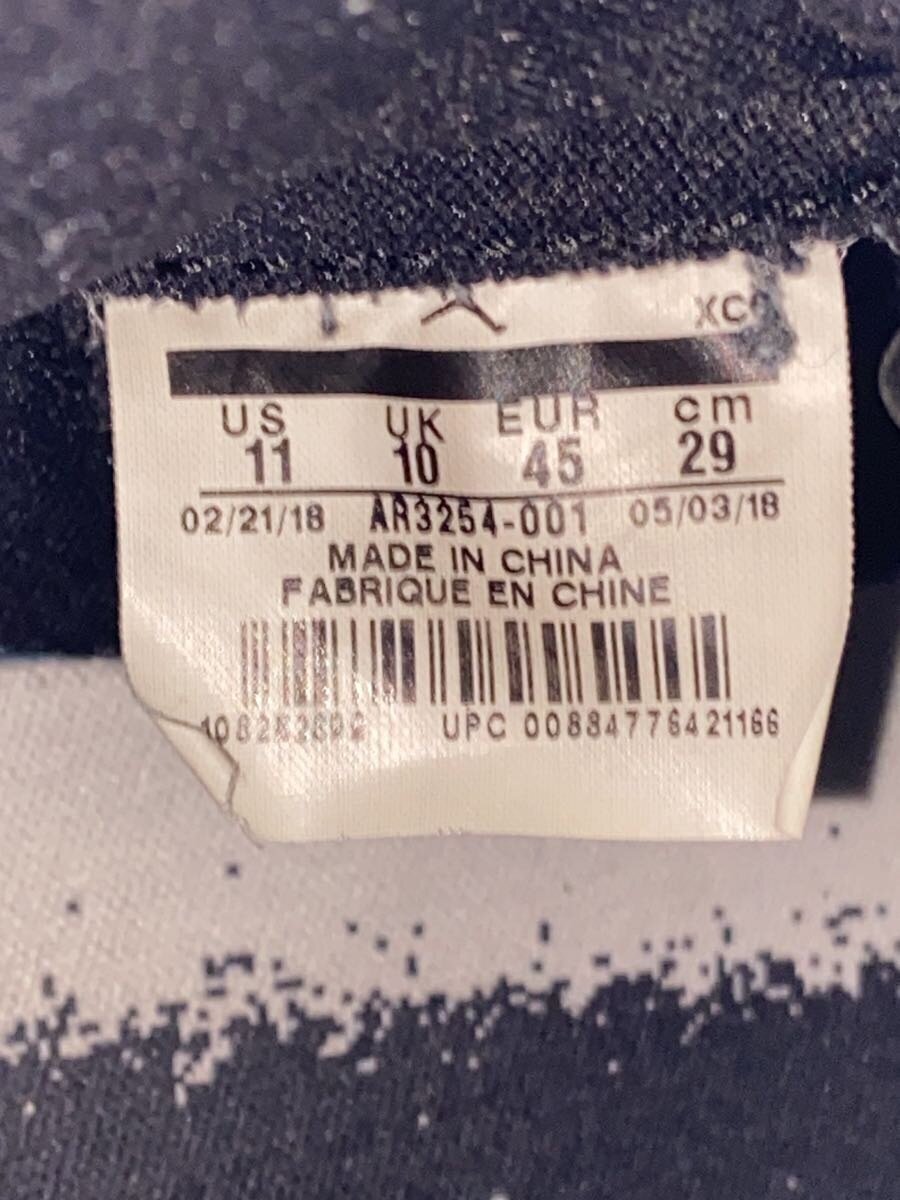 XC
US UK EUR cm
11 10 45 29
02/21/18 AR3254-001 05/03/18
MADE IN CHINA
FABRIQUE EN CHINE
UPC 00884776421166